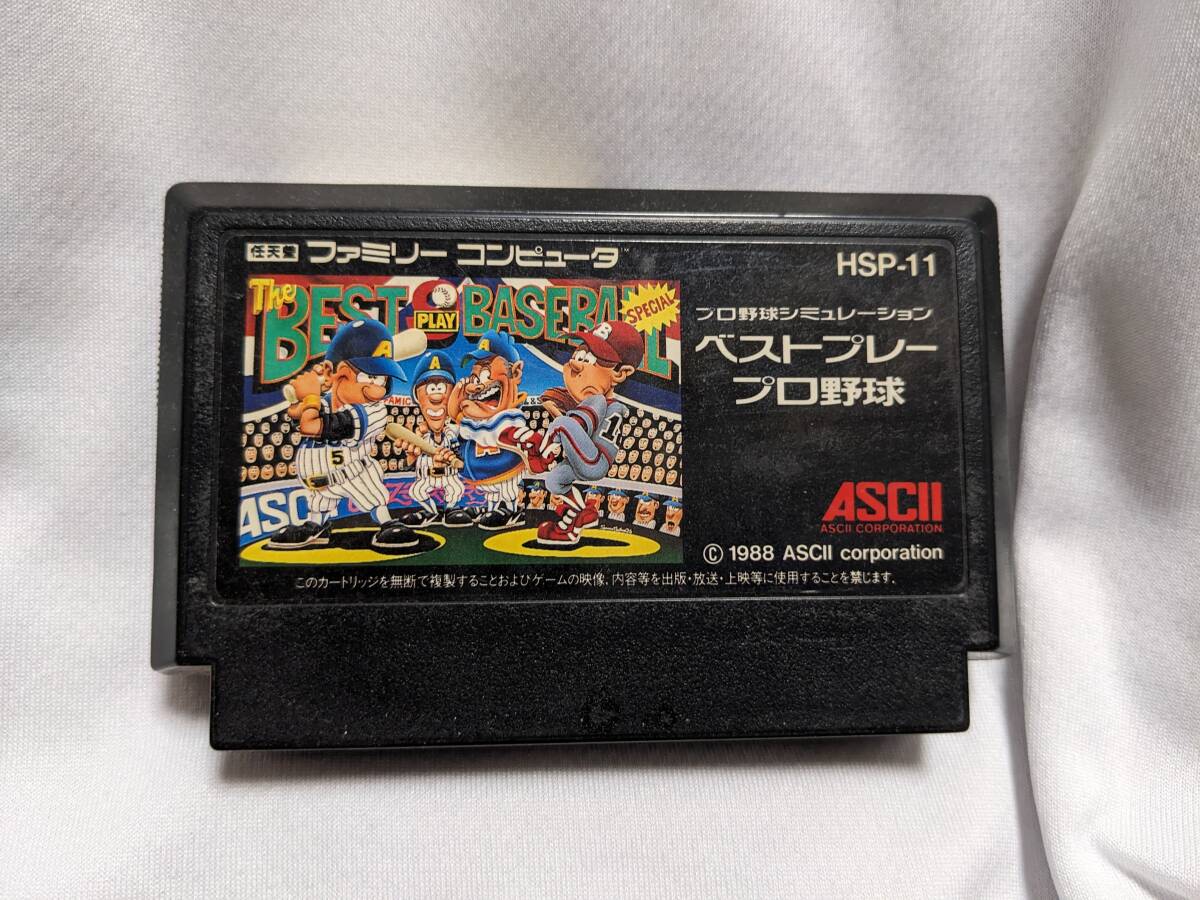 任天堂 ファミリー コンピュータ™
HSP-11
The
BEST PLAY BASEBALL
SPECIAL
プロ野球シミュレーション
ベストプレー
プロ野球
A
A
A
B
5
1
ASC
ASCII
ASCII CORPORATION
© 1988 ASCII corporation
このカートリッジを無断で複製することおよびゲームの映像、内容等を出版・放送・上映等に使用することを禁じます.